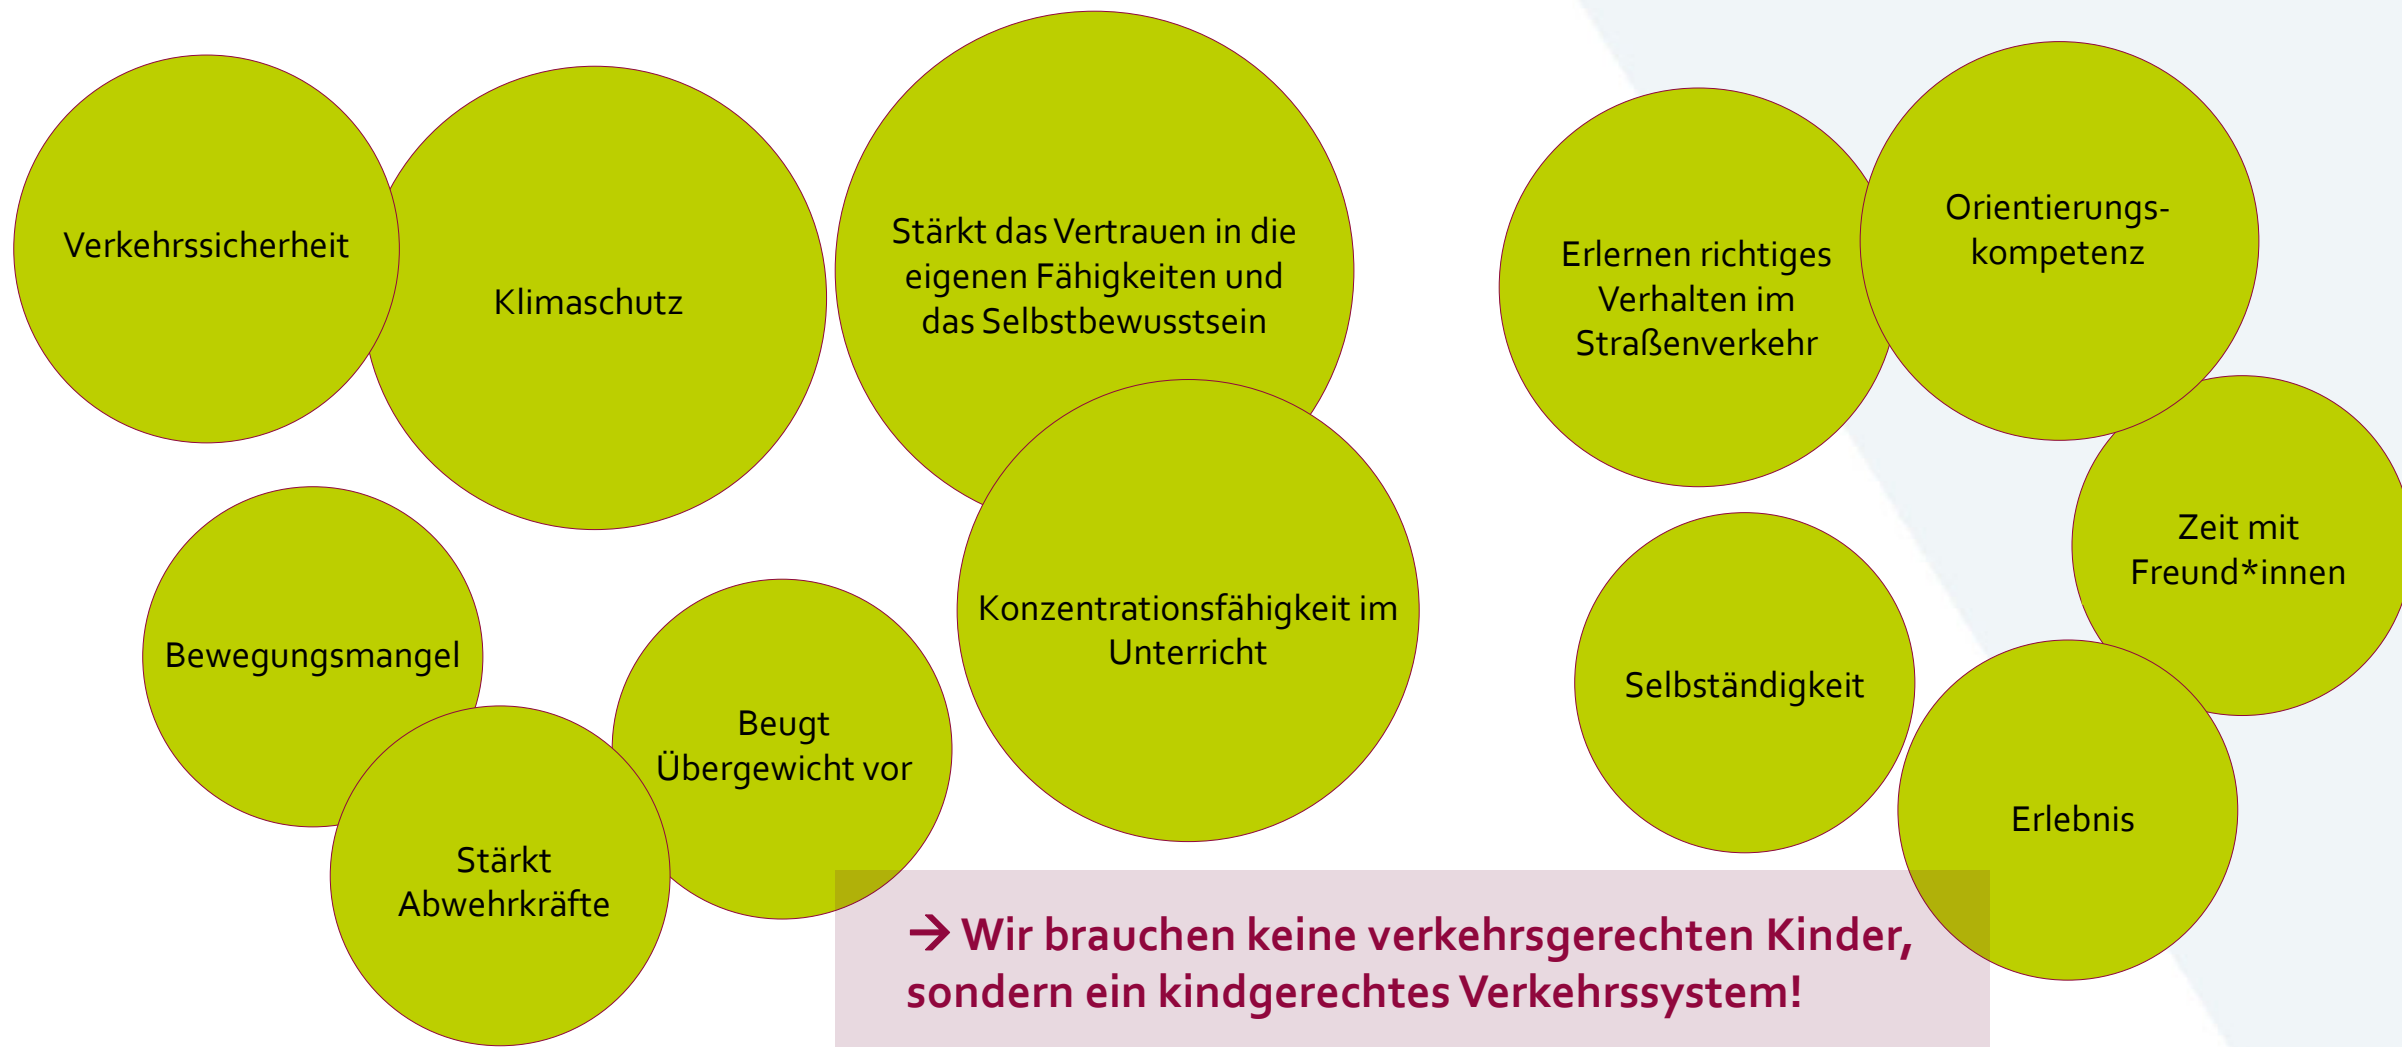 Verkehrssicherheit
Klimaschutz
Stärkt das Vertrauen in die
eigenen Fähigkeiten und
das Selbstbewusstsein
Erlernen richtiges
Verhalten im
Straßenverkehr
Orientierungs-
kompetenz
Zeit mit
Freund*innen
Bewegungsmangel
Beugt
Übergewicht vor
Konzentrationsfähigkeit im
Unterricht
Selbständigkeit
Erlebnis
Stärkt
Abwehrkräfte
→ Wir brauchen keine verkehrsgerechten Kinder,
sondern ein kindgerechtes Verkehrssystem!